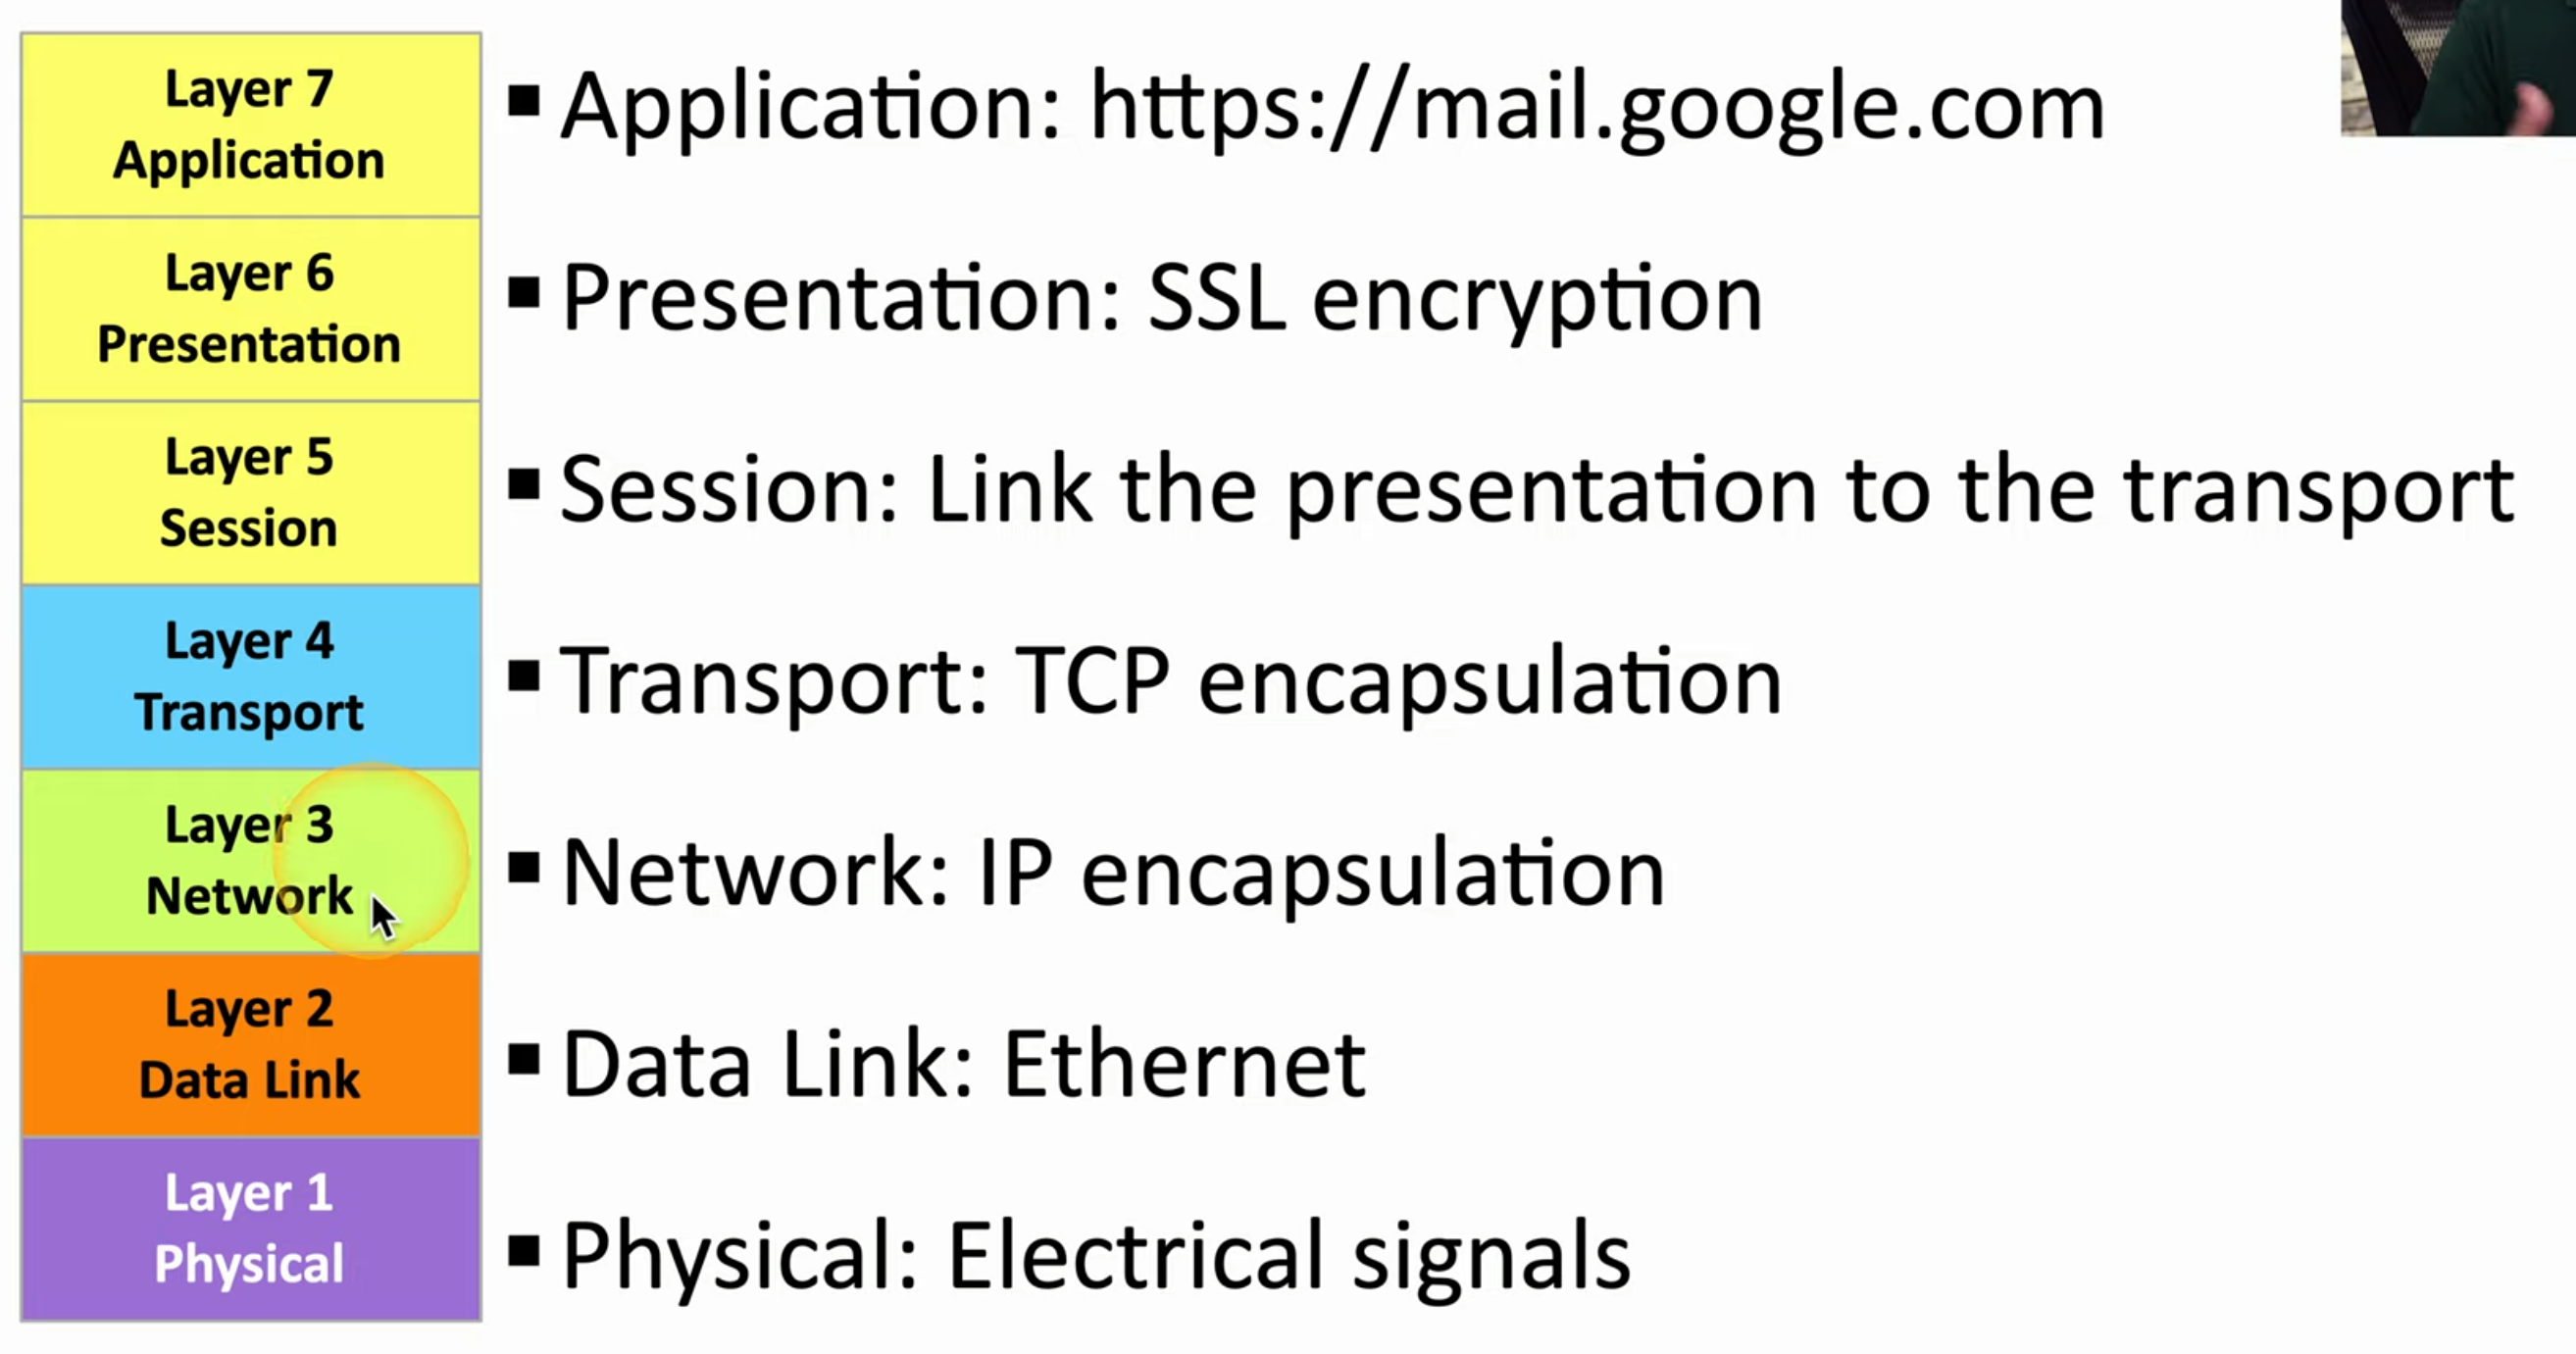 Layer 7
Application
▪ Application: https://mail.google.com
Layer 6
Presentation
▪ Presentation: SSL encryption
Layer 5
Session
▪ Session: Link the presentation to the transport
Layer 4
Transport
▪ Transport: TCP encapsulation
Layer 3
Network
▪ Network: IP encapsulation
Layer 2
Data Link
▪ Data Link: Ethernet
Layer 1
Physical
▪ Physical: Electrical signals